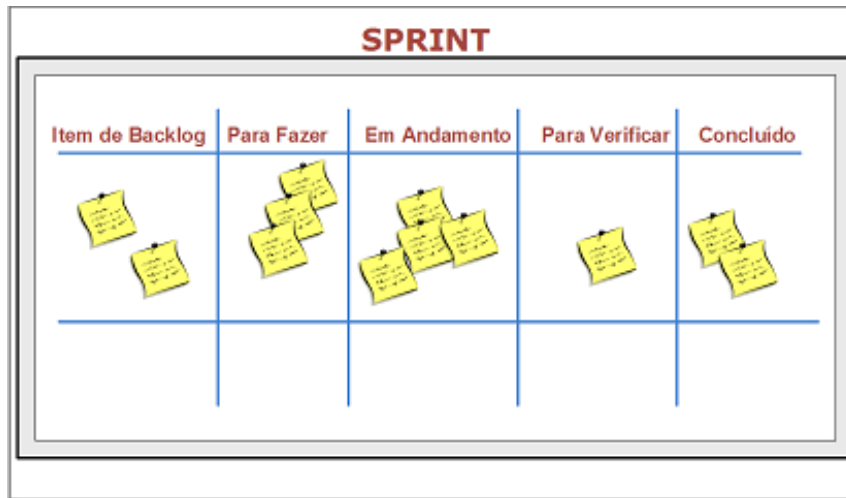 SPRINT
Item de Backlog
Para Fazer
Em Andamento
Para Verificar
Concluído